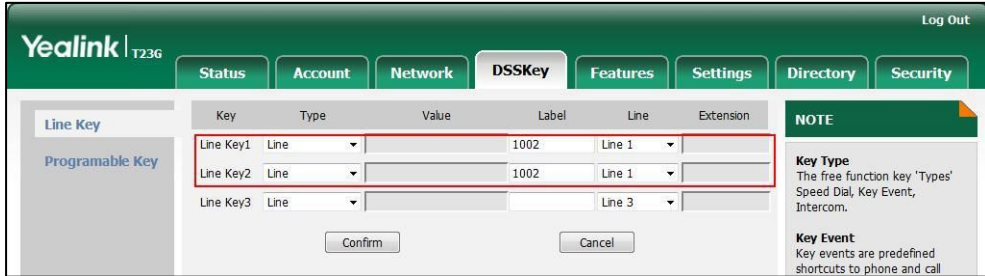 Log Out
Yealink T23G
Status Account Network DSSKey Features Settings Directory Security
Line Key
Programable Key
Key Type Value Label Line Extension
Line Key1 Line 1002 Line 1
Line Key2 Line 1002 Line 1
Line Key3 Line Line 3
Confirm Cancel
NOTE
Key Type
The free function key 'Types'
Speed Dial, Key Event,
Intercom.
Key Event
Key events are predefined
shortcuts to phone and call